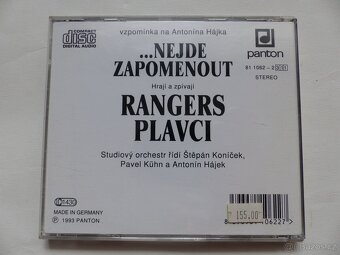 COMPACT
disc
DIGITAL AUDIO
vzpomínka na Antonína Hájka
...NEJDE
ZAPOMENOUT
panton
81 1062-2
STEREO
Hrají a zpívají
RANGERS
PLAVCI
Studiový orchestr řídí Štěpán Koníček,
Pavel Kühn a Antonín Hájek
MADE IN GERMANY
Ⓟ 1993 PANTON
155.00